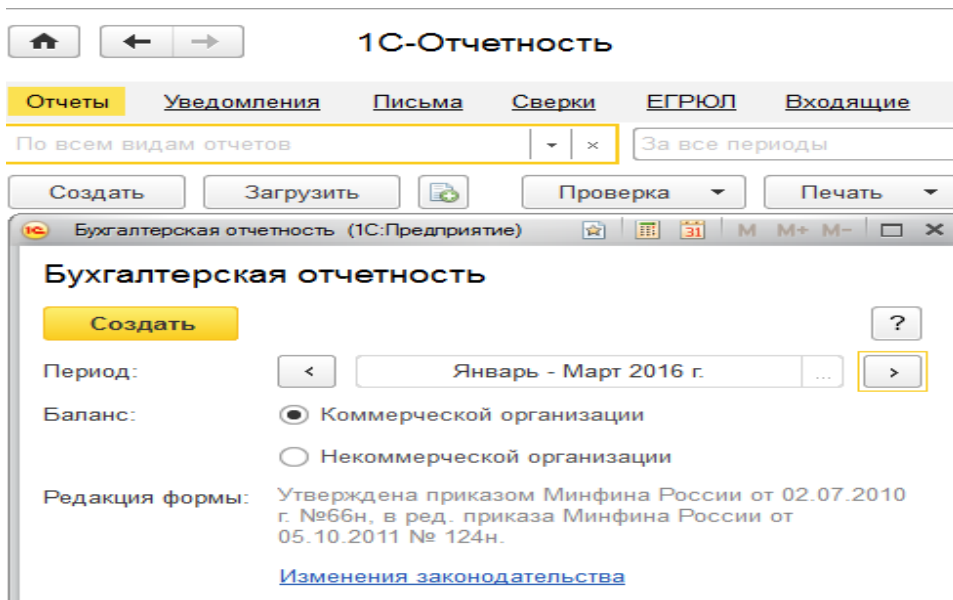 1С-Отчетность
Отчеты Уведомления Письма Сверки ЕГРЮЛ Входящие
По всем видам отчетов За все периоды
Создать Загрузить Проверка Печать
1С Бухгалтерская отчетность (1С:Предприятие) 31 M M+ M-
Бухгалтерская отчетность
Создать ?
Период: < Январь - Март 2016 г. ... >
Баланс: Коммерческой организации
Некоммерческой организации
Редакция формы: Утверждена приказом Минфина России от 02.07.2010
г. №66н, в ред. приказа Минфина России от
05.10.2011 № 124н.
Изменения законодательства